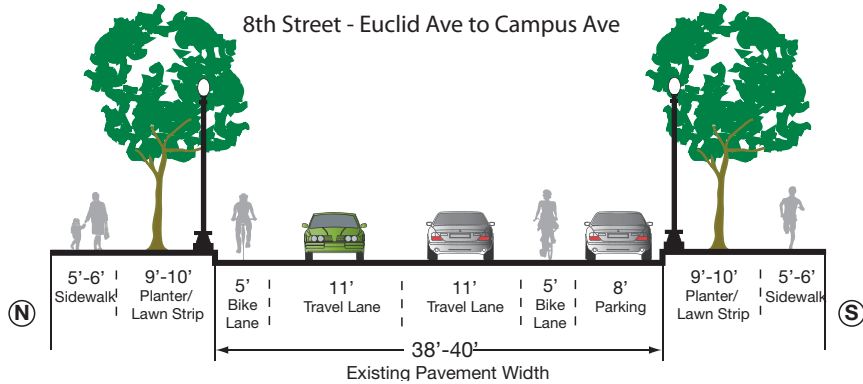 8th Street - Euclid Ave to Campus Ave
5'-6'
Sidewalk
9'-10'
Planter/
Lawn Strip
5'
Bike
Lane
11'
Travel Lane
11'
Travel Lane
5'
Bike
Lane
8'
Parking
9'-10'
Planter/
Lawn Strip
5'-6'
Sidewalk
N
S
38'-40'
Existing Pavement Width